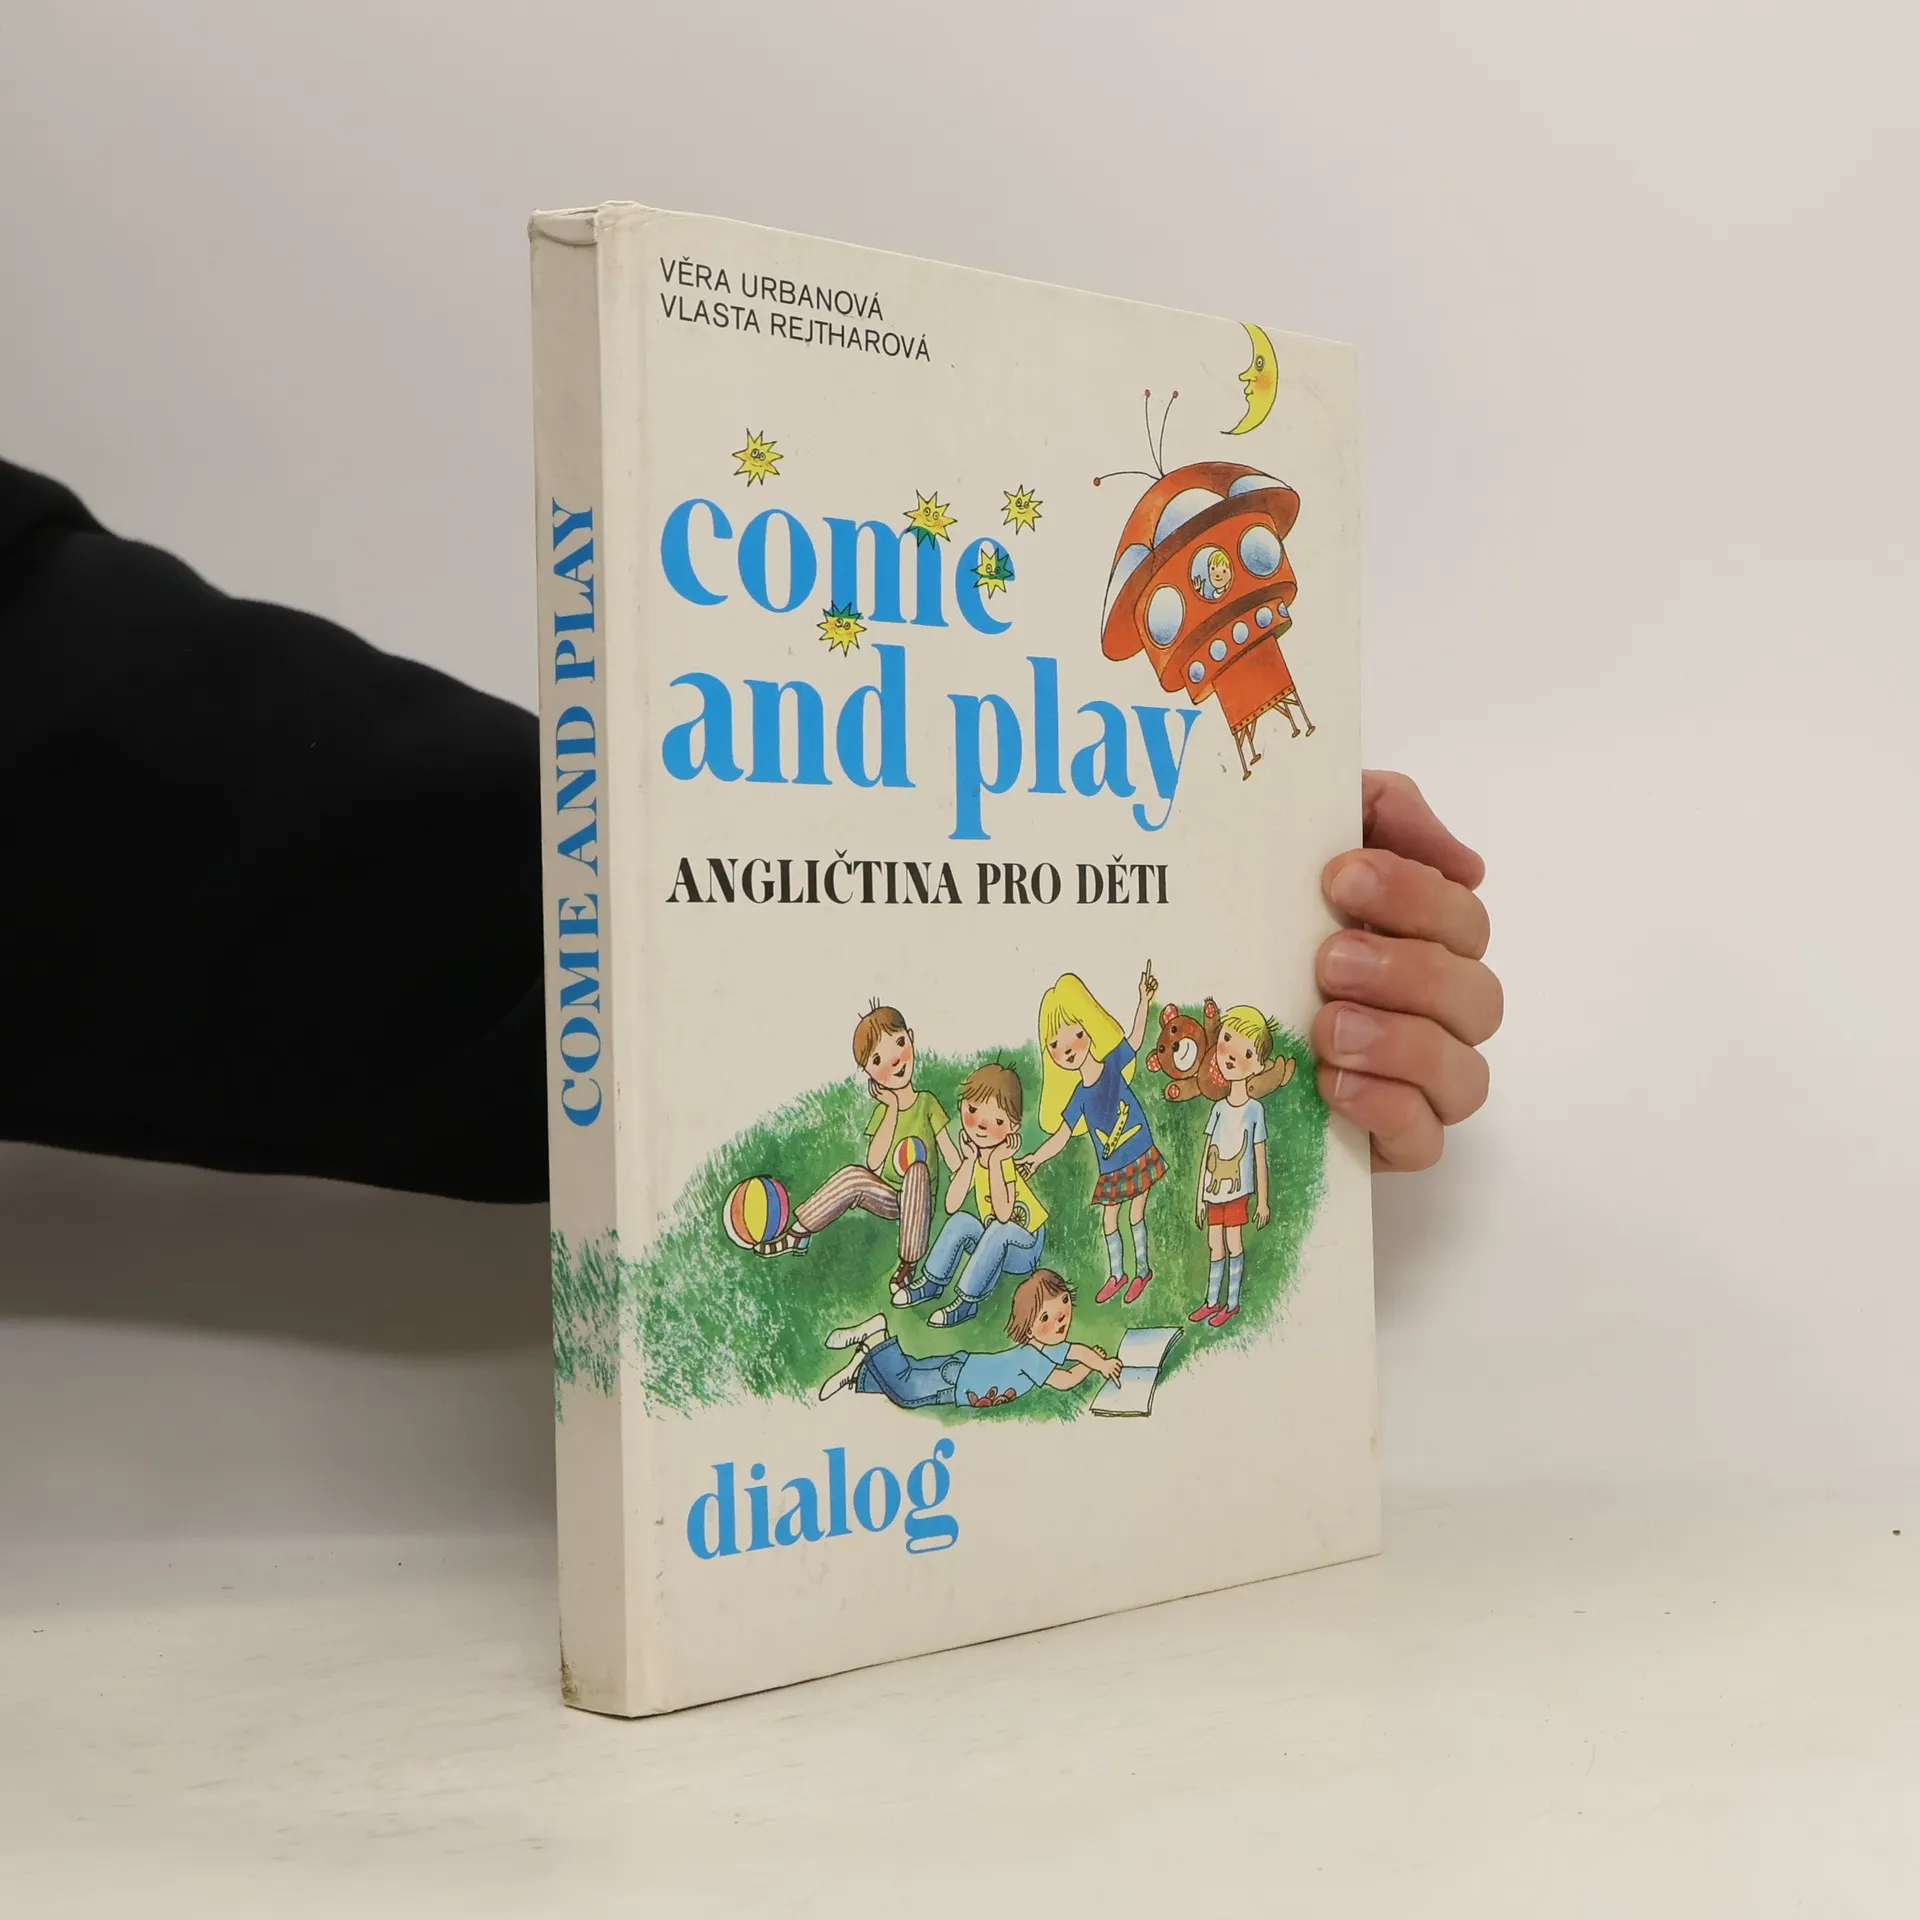 VĚRA URBANOVÁ
VLASTA REJTHAROVÁ
come
and play
ANGLIČTINA PRO DĚTI
dialog
COME AND PLAY